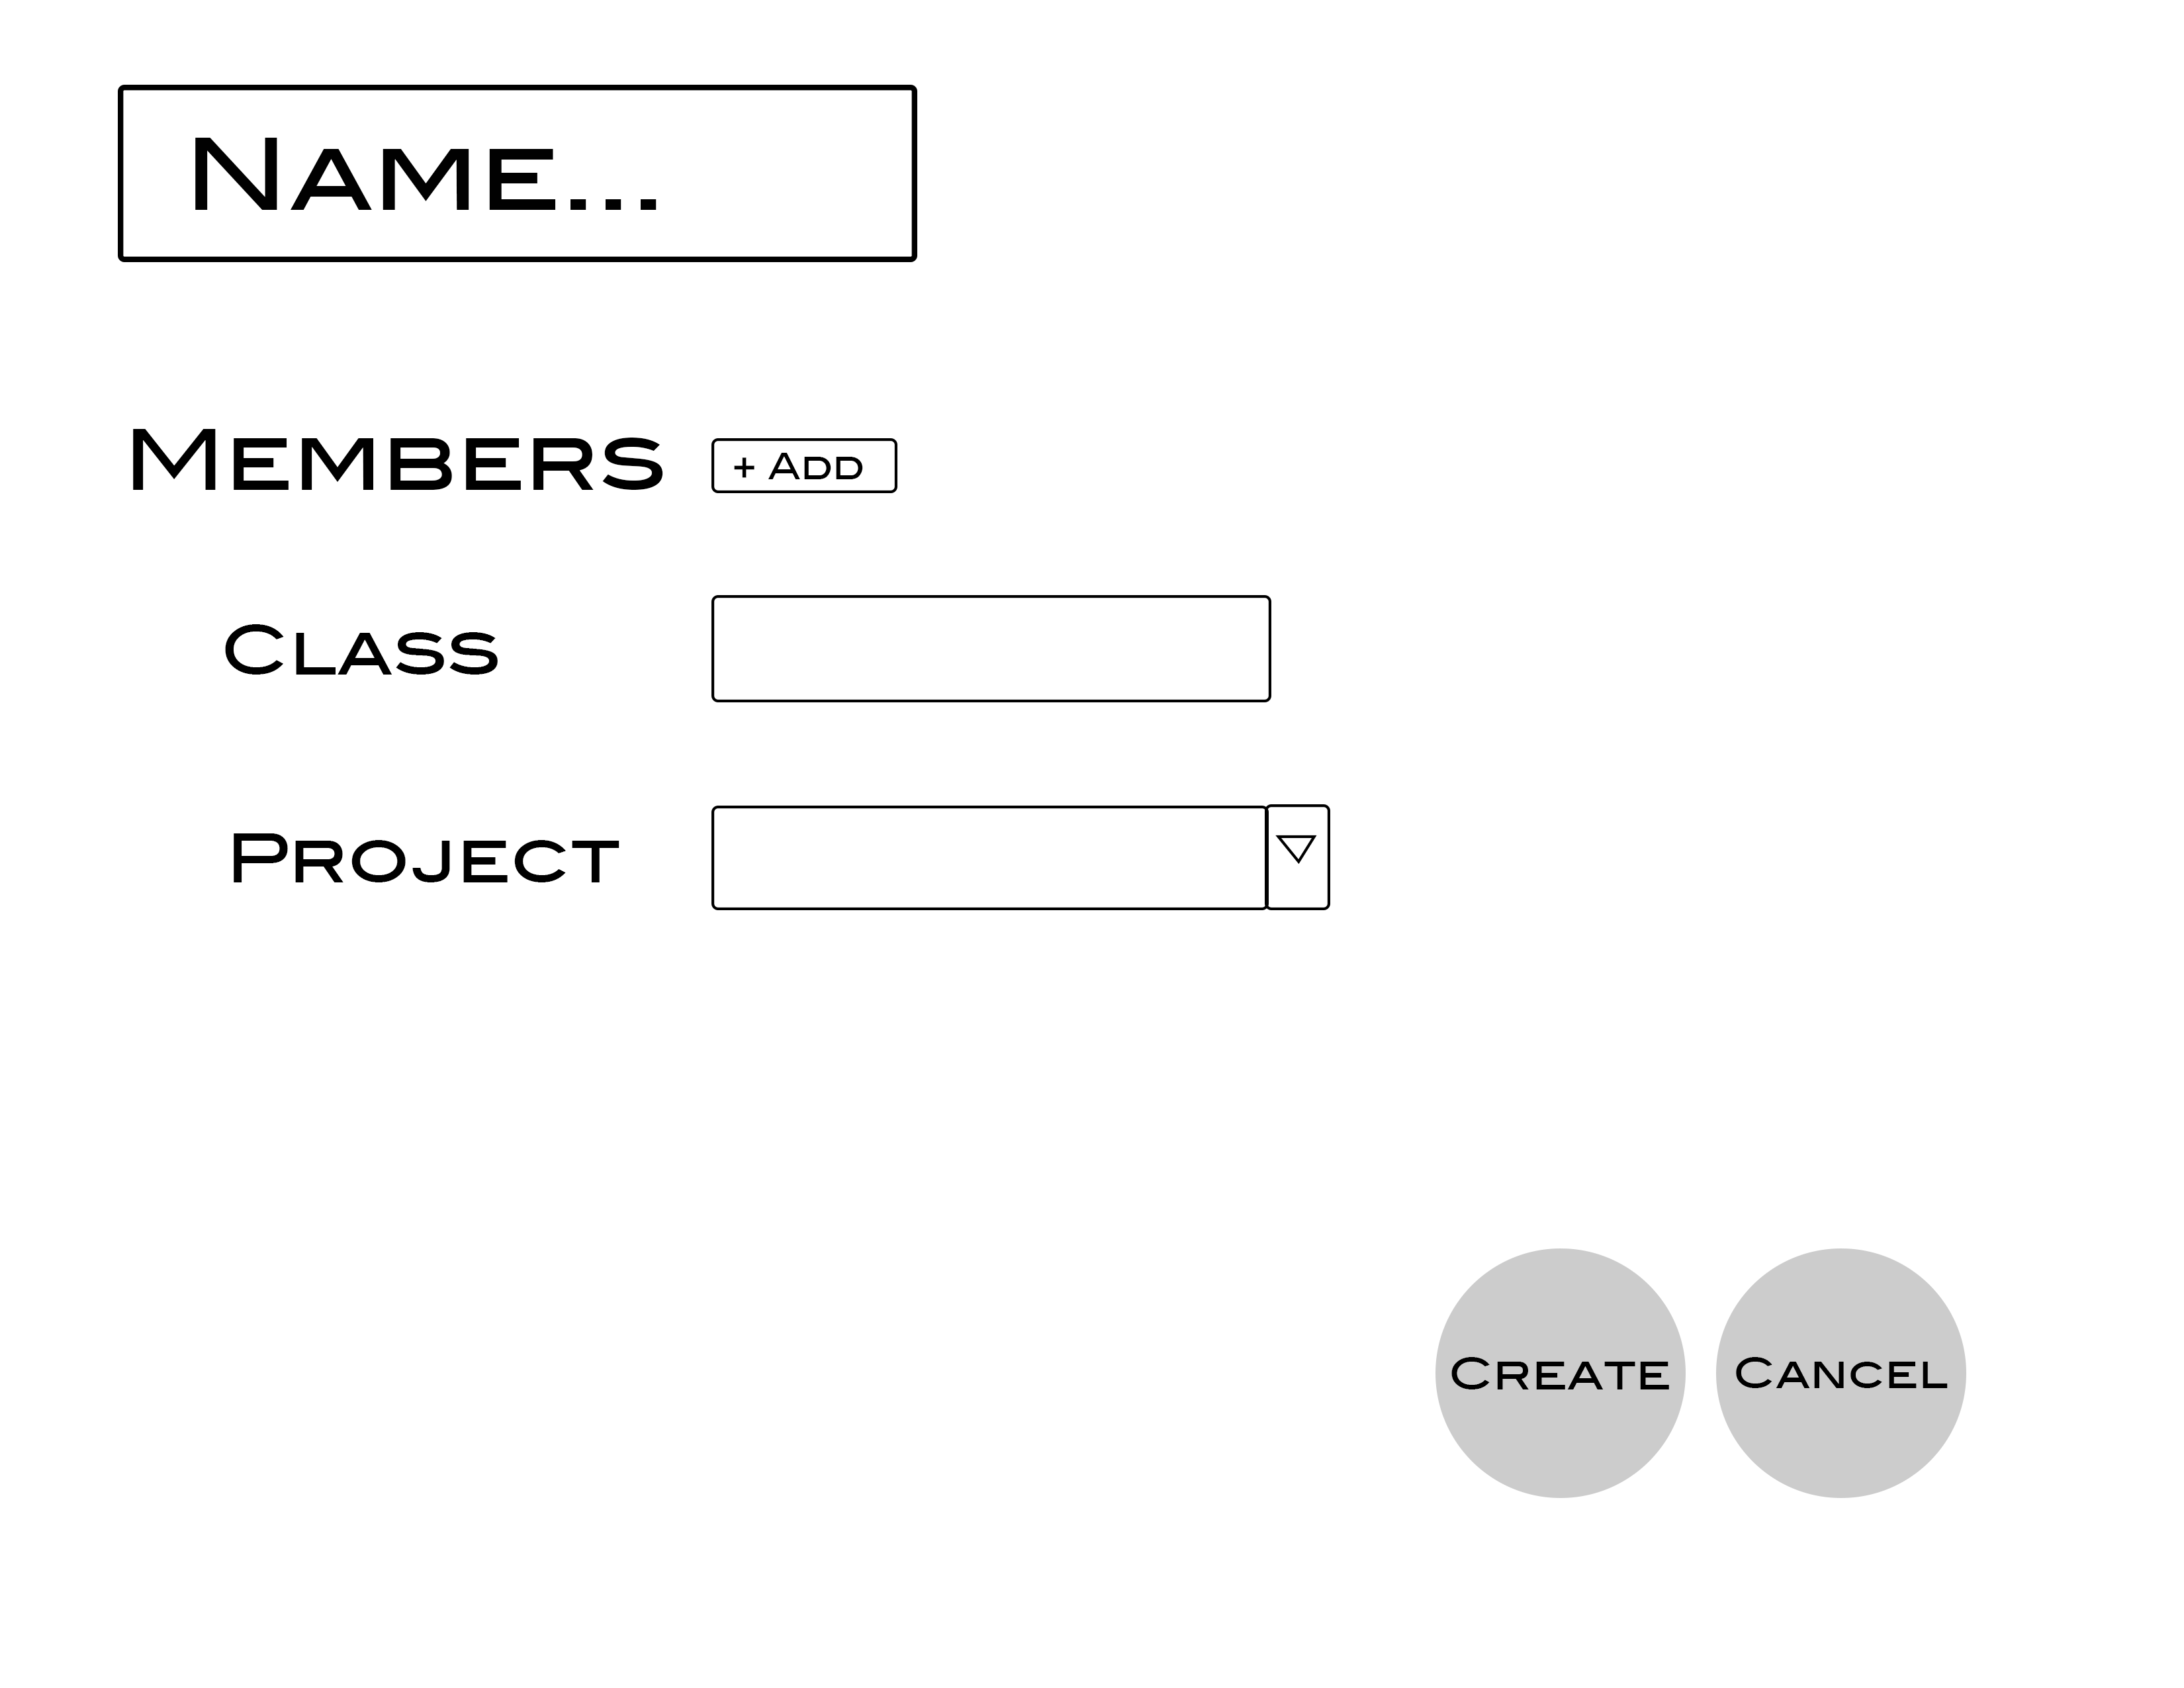 Name...
Members
+ Add
Class
Project
Create
Cancel